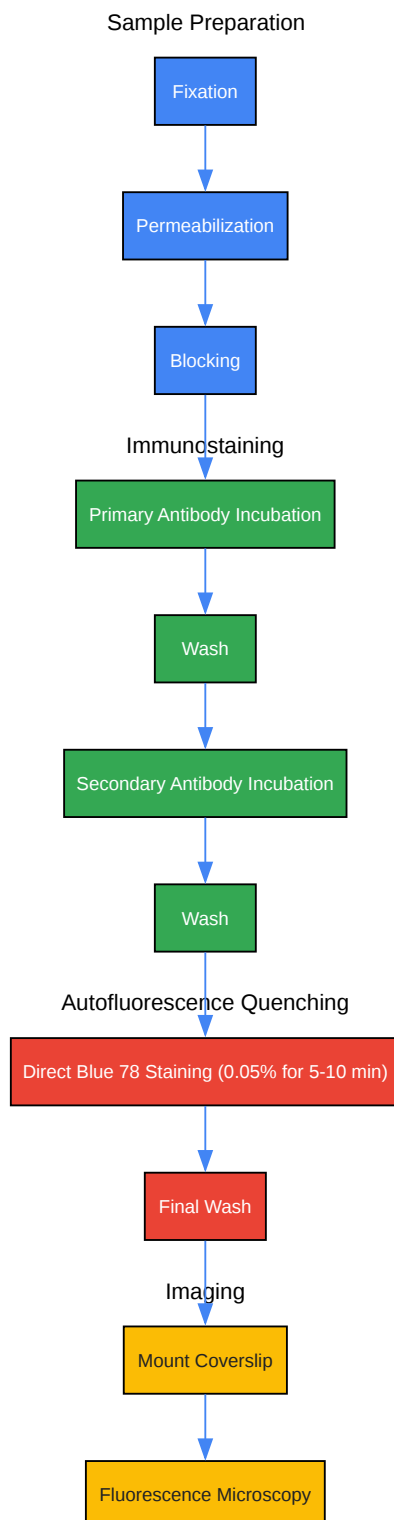 Sample Preparation
Fixation
Permeabilization
Blocking
Immunostaining
Primary Antibody Incubation
Wash
Secondary Antibody Incubation
Wash
Autofluorescence Quenching
Direct Blue 78 Staining (0.05% for 5-10 min)
Final Wash
Imaging
Mount Coverslip
Fluorescence Microscopy